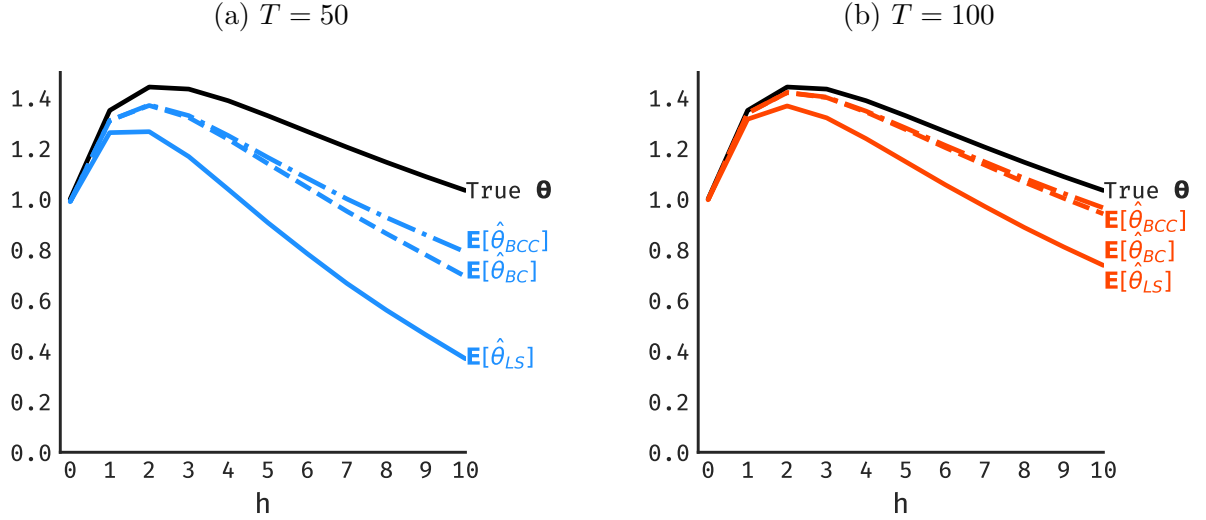 (a) T = 50
1.4
1.2
1.0
0.8
0.6
0.4
0.2
0.0
True θ
E[θ̂_BCC]
E[θ̂_BC]
E[θ̂_LS]
0 1 2 3 4 5 6 7 8 9 10
h
(b) T = 100
1.4
1.2
1.0
0.8
0.6
0.4
0.2
0.0
True θ
E[θ̂_BCC]
E[θ̂_BC]
E[θ̂_LS]
0 1 2 3 4 5 6 7 8 9 10
h